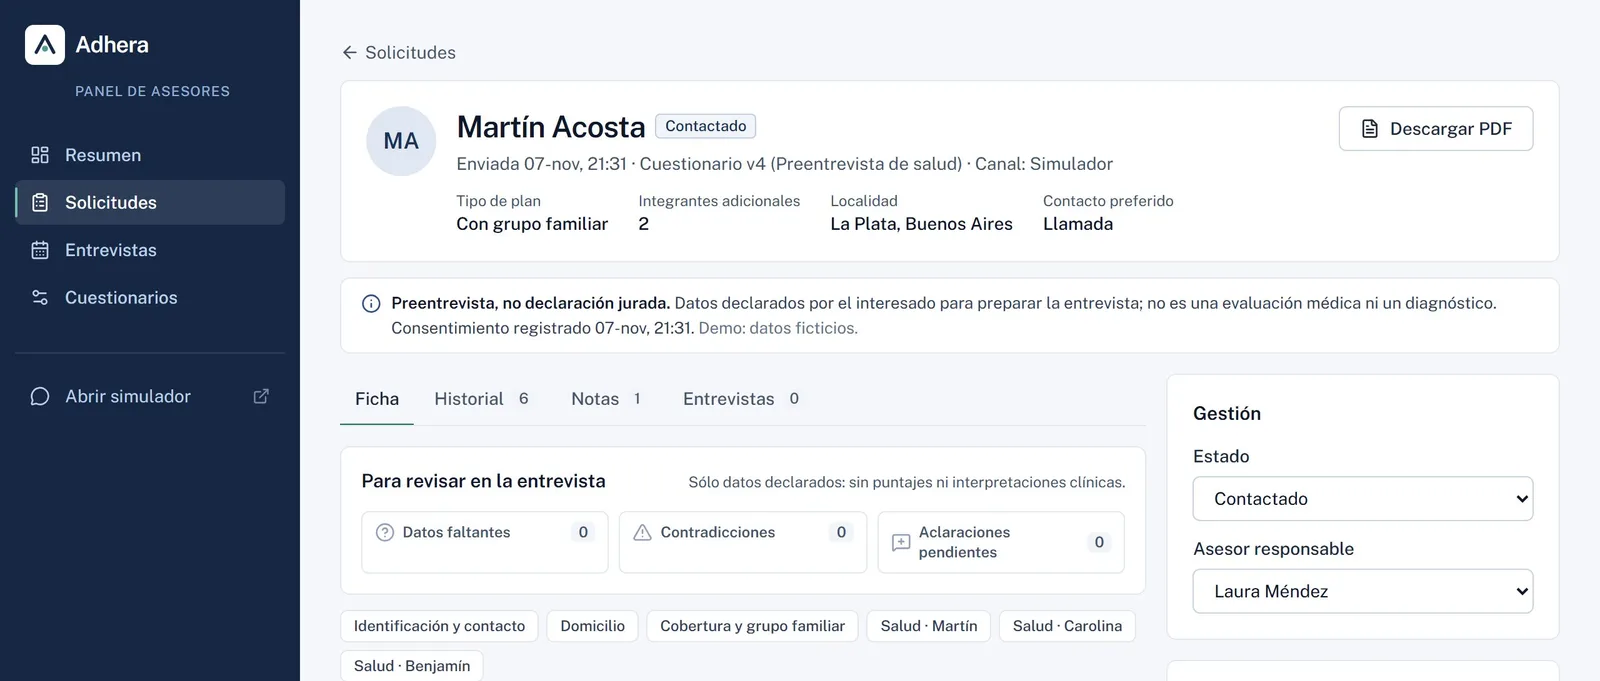 Adhera
PANEL DE ASESORES
Resumen
Solicitudes
Entrevistas
Cuestionarios
Abrir simulador
← Solicitudes
MA
Martín Acosta
Contactado
Descargar PDF
Enviada 07-nov, 21:31 · Cuestionario v4 (Preentrevista de salud) · Canal: Simulador
Tipo de plan
Con grupo familiar
Integrantes adicionales
2
Localidad
La Plata, Buenos Aires
Contacto preferido
Llamada
Preentrevista, no declaración jurada. Datos declarados por el interesado para preparar la entrevista; no es una evaluación médica ni un diagnóstico.
Consentimiento registrado 07-nov, 21:31. Demo: datos ficticios.
Ficha
Historial 6
Notas 1
Entrevistas 0
Para revisar en la entrevista
Sólo datos declarados: sin puntajes ni interpretaciones clínicas.
Datos faltantes 0
Contradicciones 0
Aclaraciones
pendientes
0
Identificación y contacto
Domicilio
Cobertura y grupo familiar
Salud · Martín
Salud · Carolina
Salud · Benjamín
Gestión
Estado
Contactado
Asesor responsable
Laura Méndez